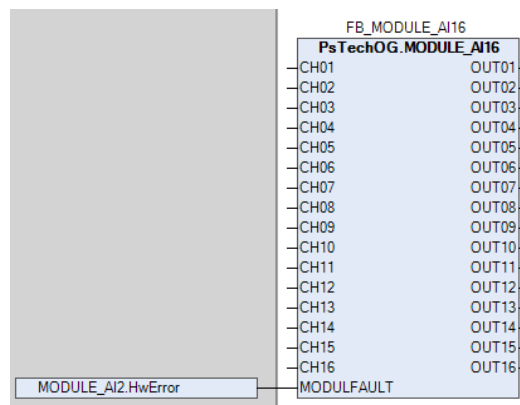 FB_MODULE_AI16
PsTechOG.MODULE_AI16
CH01 OUT01
CH02 OUT02
CH03 OUT03
CH04 OUT04
CH05 OUT05
CH06 OUT06
CH07 OUT07
CH08 OUT08
CH09 OUT09
CH10 OUT10
CH11 OUT11
CH12 OUT12
CH13 OUT13
CH14 OUT14
CH15 OUT15
CH16 OUT16
MODULE_AI2.HwError MODULFAULT